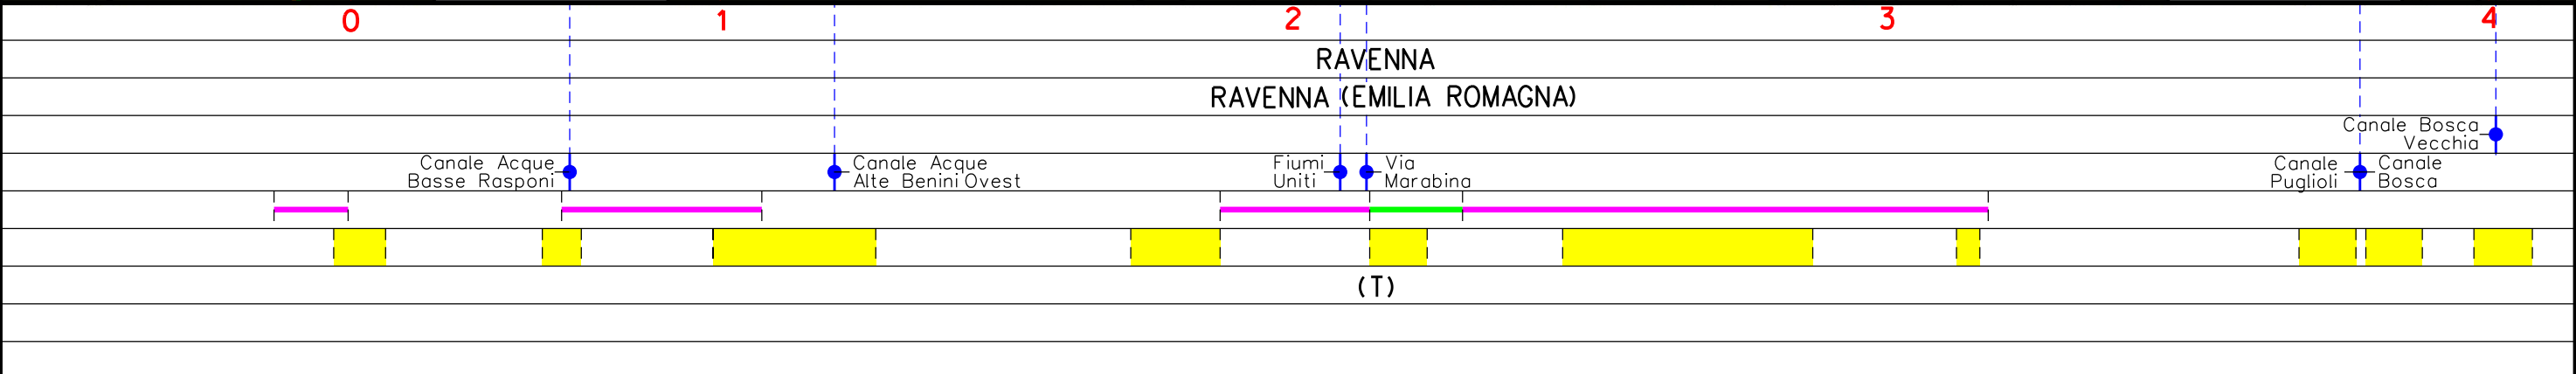 0 1 2 3 4
RAVENNA
RAVENNA (EMILIA ROMAGNA)
Canale Bosca
Vecchia
Canale Acque
Basse Rasponi
Canale Acque
Alte Benini Ovest
Fiumi
Uniti
Via
Marabina
Canale
Puglioli
Canale
Bosca
(T)